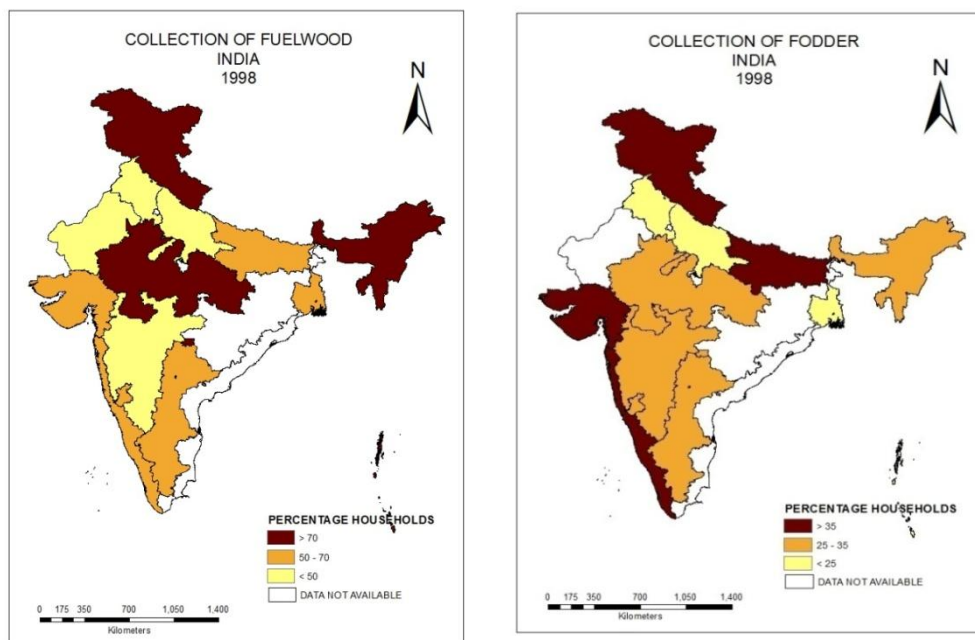 COLLECTION OF FUELWOOD
INDIA
1998
N
PERCENTAGE HOUSEHOLDS
> 70
50 - 70
< 50
DATA NOT AVAILABLE
0 175 350 700 1,050 1,400
Kilometers
COLLECTION OF FODDER
INDIA
1998
N
PERCENTAGE HOUSEHOLDS
> 35
25 - 35
< 25
DATA NOT AVAILABLE
0 175 350 700 1,050 1,400
Kilometers